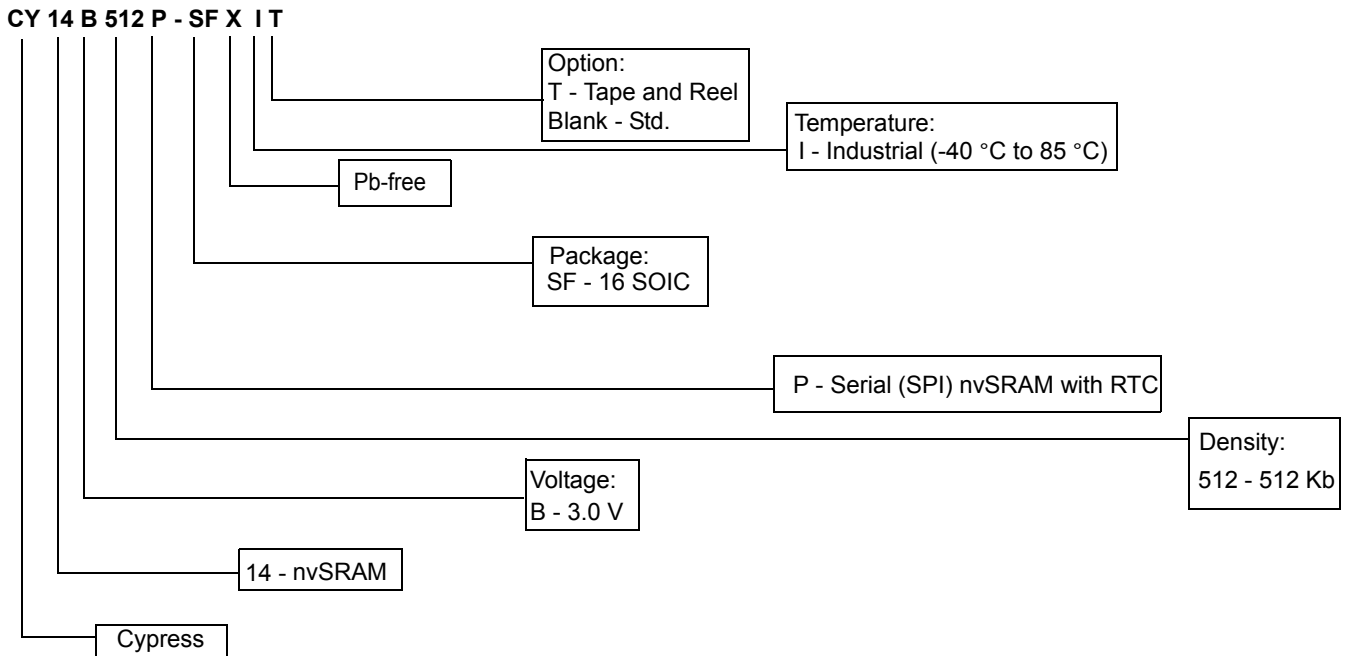 CY 14 B 512 P - SF X I T
Option:
T - Tape and Reel
Blank - Std.
Temperature:
I - Industrial (-40 °C to 85 °C)
Pb-free
Package:
SF - 16 SOIC
P - Serial (SPI) nvSRAM with RTC
Density:
512 - 512 Kb
Voltage:
B - 3.0 V
14 - nvSRAM
Cypress